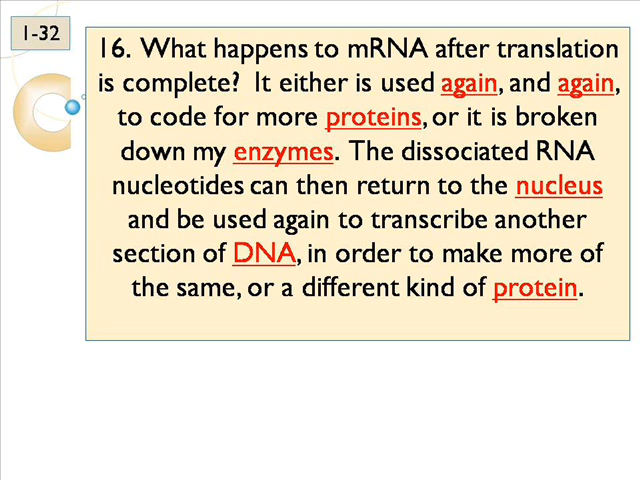 1-32
16. What happens to mRNA after translation
is complete? It either is used again, and again,
to code for more proteins, or it is broken
down my enzymes. The dissociated RNA
nucleotides can then return to the nucleus
and be used again to transcribe another
section of DNA, in order to make more of
the same, or a different kind of protein.